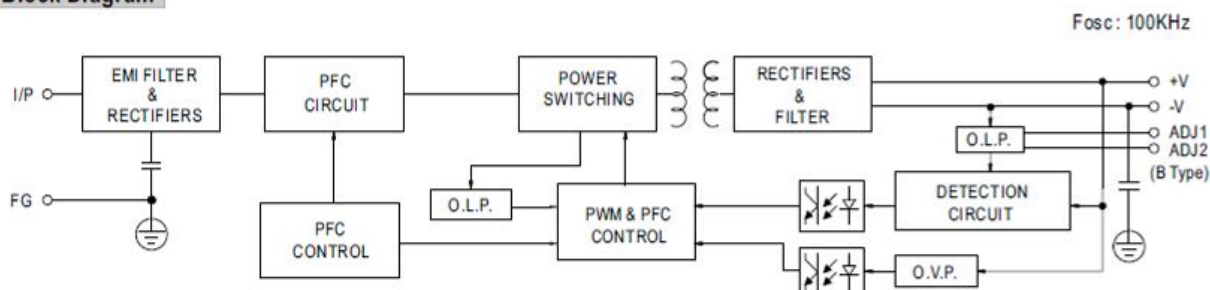 Block Diagram
Fosc : 100KHz
I/P
EMI FILTER
&
RECTIFIERS
PFC
CIRCUIT
POWER
SWITCHING
RECTIFIERS
&
FILTER
+V
-V
O.L.P.
ADJ1
ADJ2
(B Type)
FG
O.L.P.
PFC
CONTROL
PWM & PFC
CONTROL
DETECTION
CIRCUIT
O.V.P.